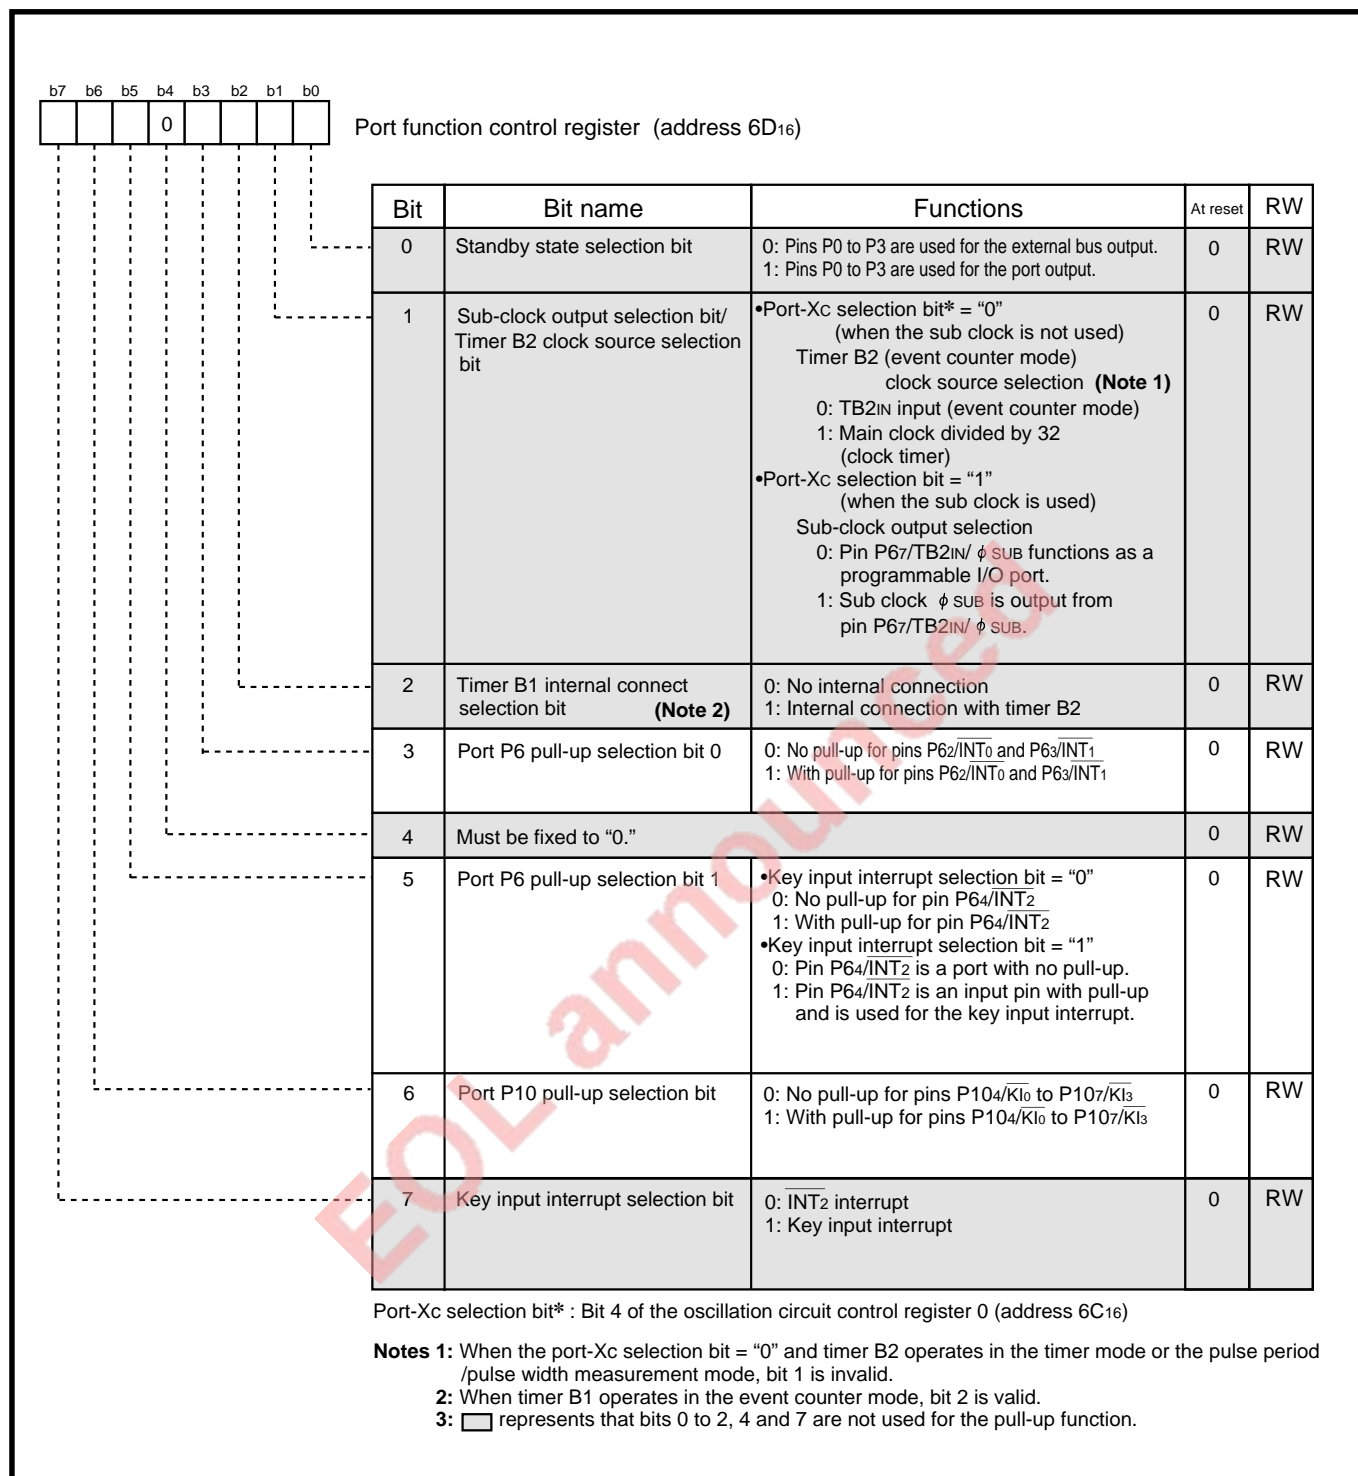 b7 b6 b5 b4 b3 b2 b1 b0
0
Port function control register (address 6D16)
Bit Bit name Functions At reset RW
0 Standby state selection bit 0: Pins P0 to P3 are used for the external bus output. 0 RW
1: Pins P0 to P3 are used for the port output.
1 Sub-clock output selection bit/ •Port-XC selection bit* = “0” 0 RW
Timer B2 clock source selection (when the sub clock is not used)
bit Timer B2 (event counter mode)
clock source selection (Note 1)
0: TB2IN input (event counter mode)
1: Main clock divided by 32
(clock timer)
•Port-XC selection bit = “1”
(when the sub clock is used)
Sub-clock output selection
0: Pin P67/TB2IN/ ϕ SUB functions as a
programmable I/O port.
1: Sub clock ϕ SUB is output from
pin P67/TB2IN/ ϕ SUB.
2 Timer B1 internal connect 0: No internal connection 0 RW
selection bit (Note 2) 1: Internal connection with timer B2
3 Port P6 pull-up selection bit 0 0: No pull-up for pins P62/INT0 and P63/INT1 0 RW
1: With pull-up for pins P62/INT0 and P63/INT1
4 Must be fixed to “0.” 0 RW
5 Port P6 pull-up selection bit 1 •Key input interrupt selection bit = “0” 0 RW
0: No pull-up for pin P64/INT2
1: With pull-up for pin P64/INT2
•Key input interrupt selection bit = “1”
0: Pin P64/INT2 is a port with no pull-up.
1: Pin P64/INT2 is an input pin with pull-up
and is used for the key input interrupt.
6 Port P10 pull-up selection bit 0: No pull-up for pins P104/KI0 to P107/KI3 0 RW
1: With pull-up for pins P104/KI0 to P107/KI3
7 Key input interrupt selection bit 0: INT2 interrupt 0 RW
1: Key input interrupt
EOL announced
Port-Xc selection bit* : Bit 4 of the oscillation circuit control register 0 (address 6C16)
Notes 1: When the port-Xc selection bit = “0” and timer B2 operates in the timer mode or the pulse period
/pulse width measurement mode, bit 1 is invalid.
2: When timer B1 operates in the event counter mode, bit 2 is valid.
3: represents that bits 0 to 2, 4 and 7 are not used for the pull-up function.